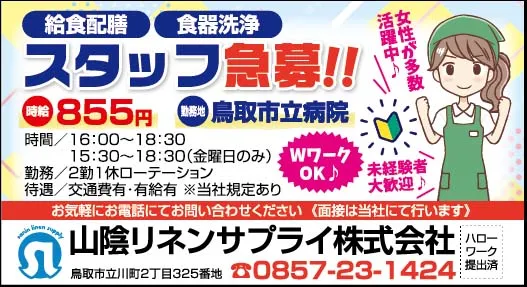 給食配膳 食器洗浄
スタッフ急募!!
女性が多数
活躍中♪
時給 855円 勤務地 鳥取市立病院
時間／16:00〜18:30
15:30〜18:30(金曜日のみ)
勤務／2勤1休ローテーション
待遇／交通費有・有給有 ※当社規定あり
Wワーク
OK♪
未経験者
大歓迎♪
お気軽にお電話にてお問い合わせください 《面接は当社にて行います》
sanin linen supply
山陰リネンサプライ株式会社
鳥取市立川町2丁目325番地 ☎0857-23-1424
ハロー
ワーク
提出済